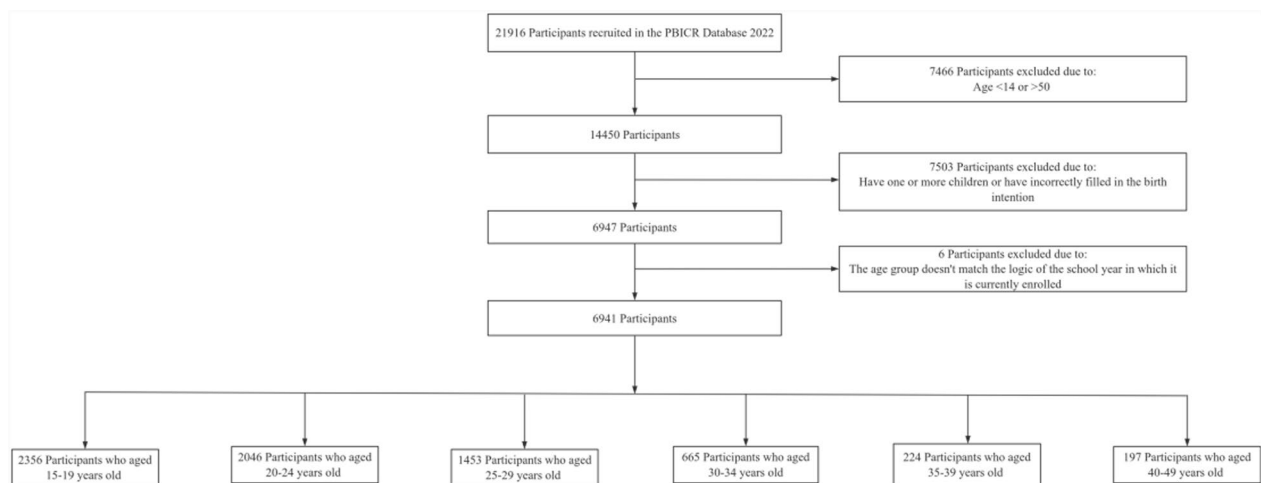 21916 Participants recruited in the PBICR Database 2022
7466 Participants excluded due to:
Age <14 or >50
14450 Participants
7503 Participants excluded due to:
Have one or more children or have incorrectly filled in the birth
intention
6947 Participants
6 Participants excluded due to:
The age group doesn't match the logic of the school year in which it
is currently enrolled
6941 Participants
2356 Participants who aged
15-19 years old
2046 Participants who aged
20-24 years old
1453 Participants who aged
25-29 years old
665 Participants who aged
30-34 years old
224 Participants who aged
35-39 years old
197 Participants who aged
40-49 years old